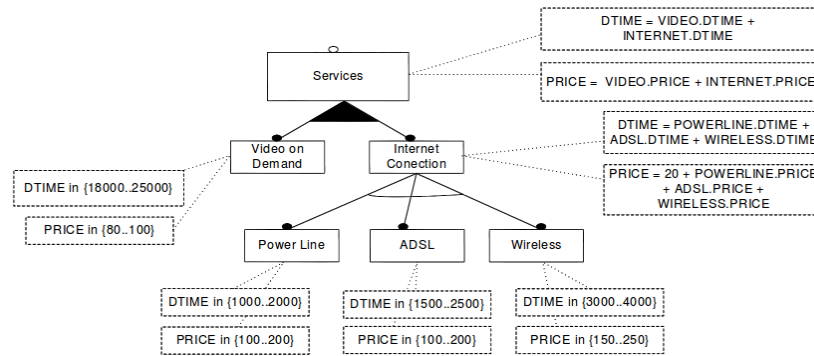 DTIME = VIDEO.DTIME +
INTERNET.DTIME
Services
PRICE = VIDEO.PRICE + INTERNET.PRICE
DTIME = POWERLINE.DTIME +
ADSL.DTIME + WIRELESS.DTIME
Video on
Demand
Internet
Conection
DTIME in {18000..25000}
PRICE = 20 + POWERLINE.PRICE
+ ADSL.PRICE +
WIRELESS.PRICE
PRICE in {80..100}
Power Line
ADSL
Wireless
DTIME in {1000..2000}
DTIME in {1500..2500}
DTIME in {3000..4000}
PRICE in {100..200}
PRICE in {100..200}
PRICE in {150..250}